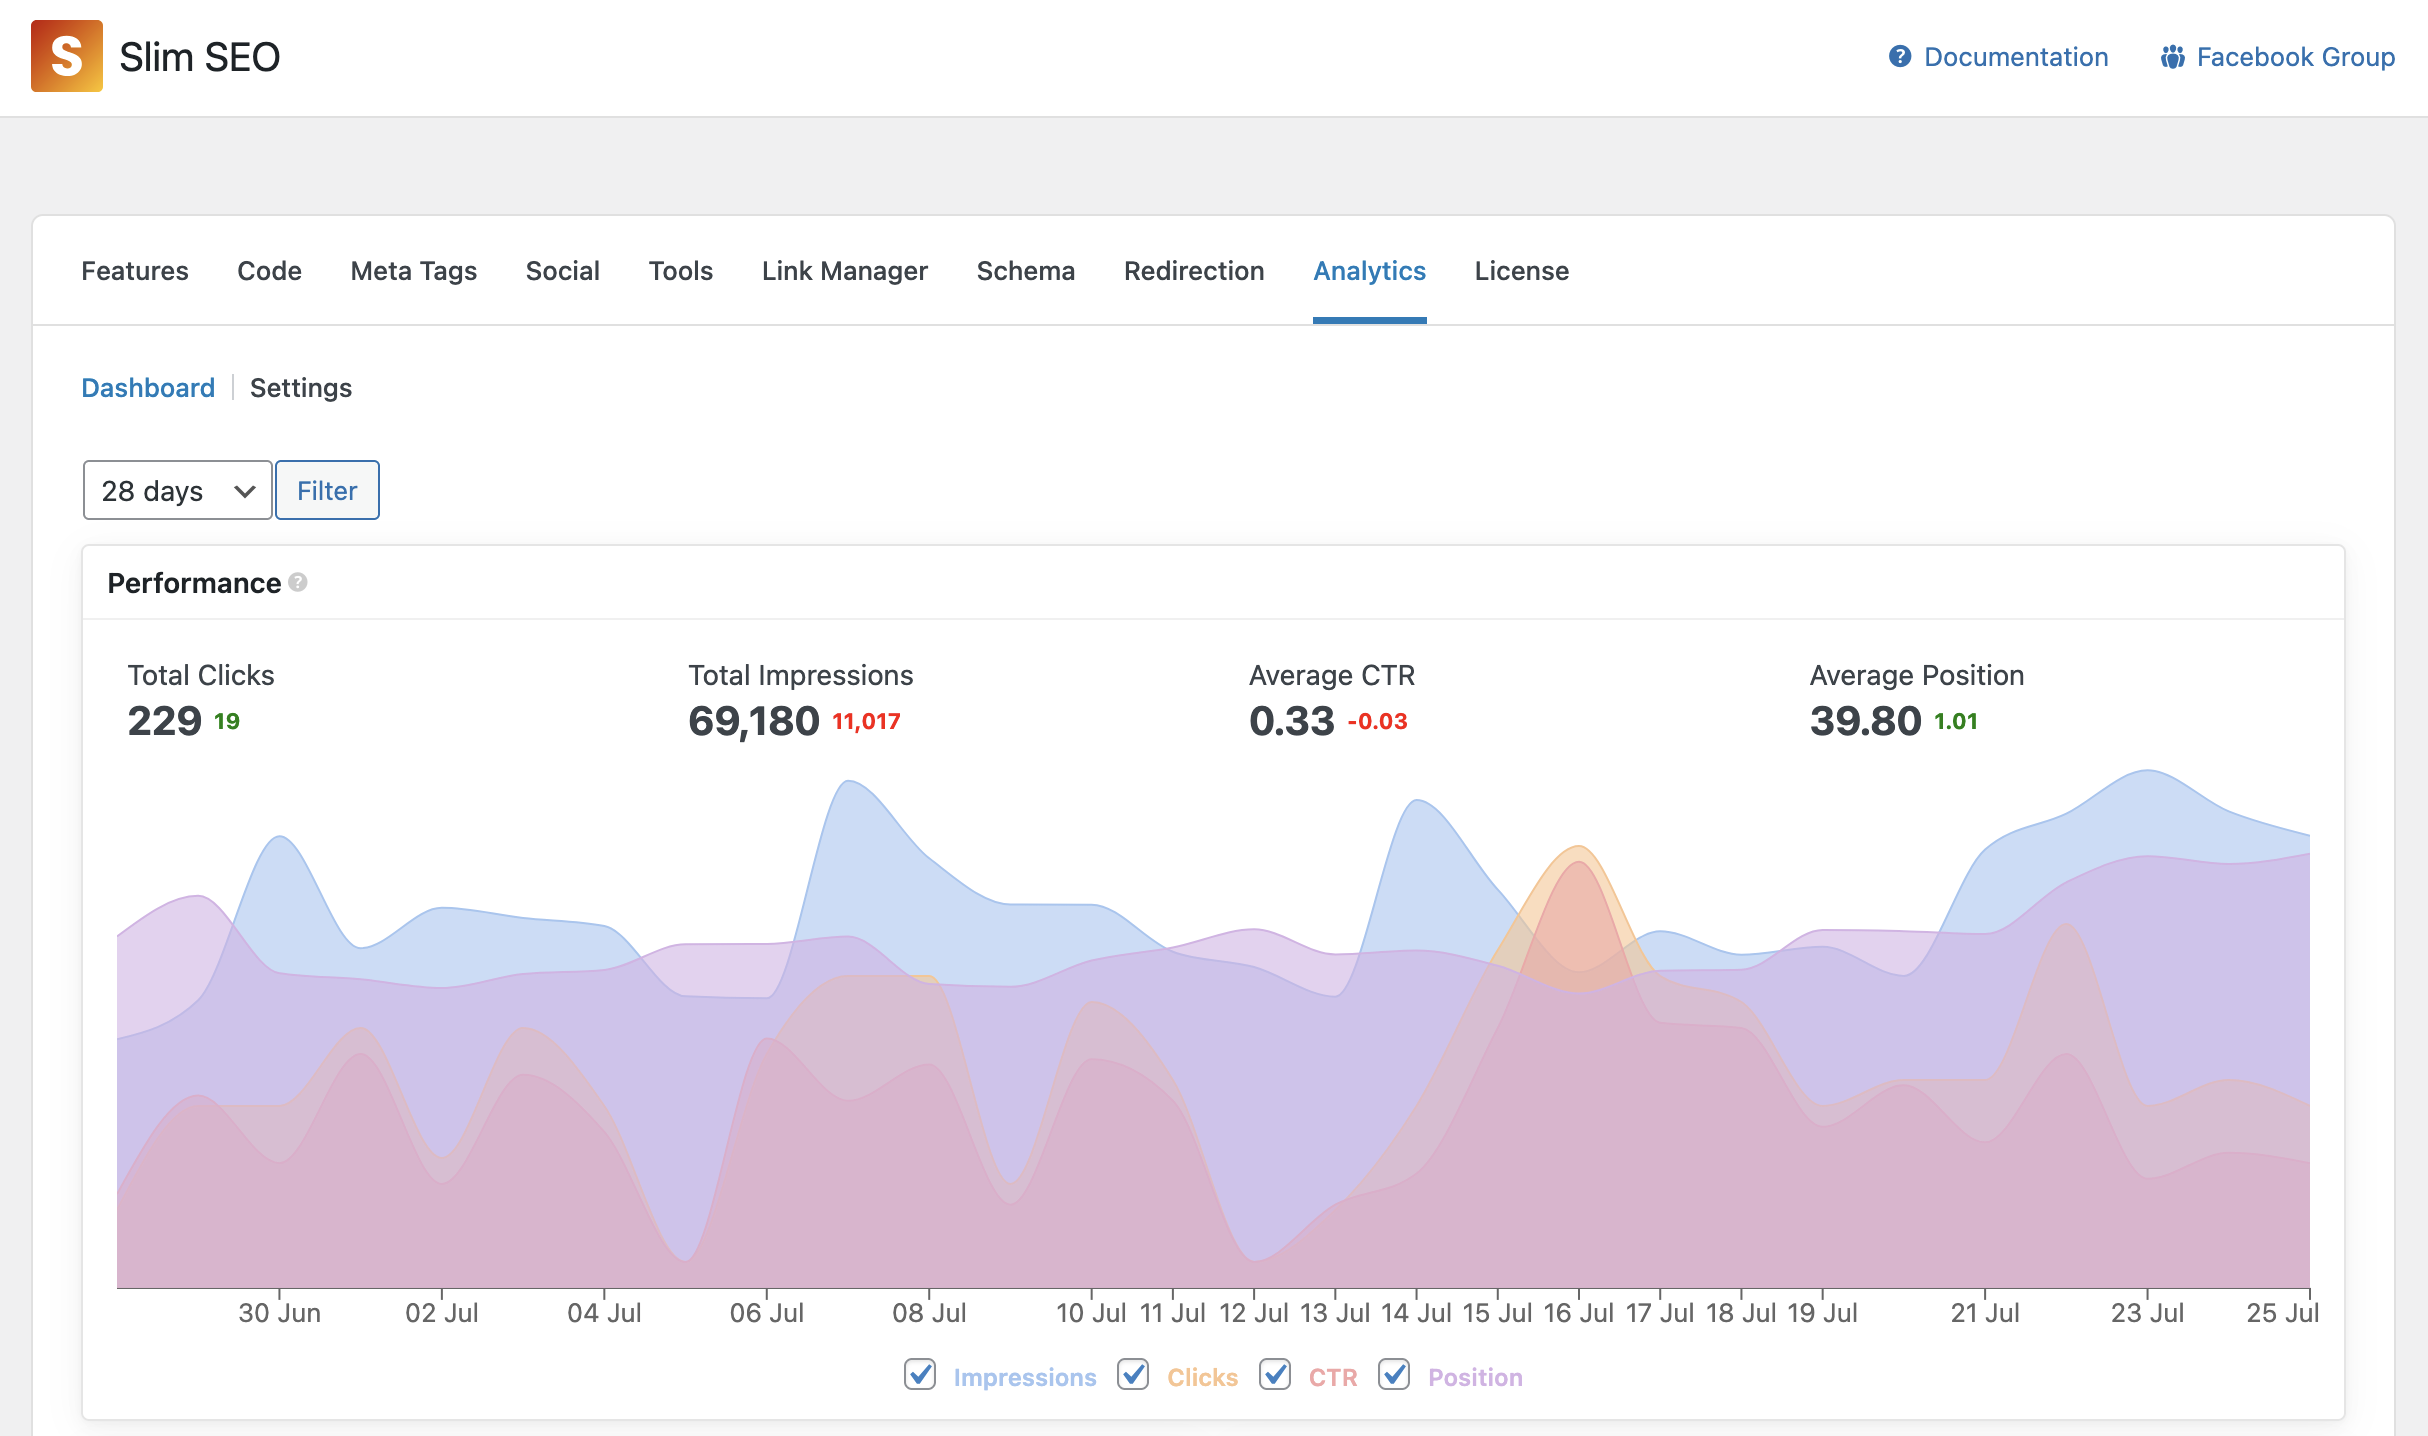 S Slim SEO
Documentation Facebook Group
Features Code Meta Tags Social Tools Link Manager Schema Redirection Analytics License
Dashboard Settings
28 days Filter
Performance
Total Clicks Total Impressions Average CTR Average Position
229 19 69,180 11,017 0.33 -0.03 39.80 1.01
30 Jun 02 Jul 04 Jul 06 Jul 08 Jul 10 Jul 11 Jul 12 Jul 13 Jul 14 Jul 15 Jul 16 Jul 17 Jul 18 Jul 19 Jul 21 Jul 23 Jul 25 Jul
Impressions Clicks CTR Position